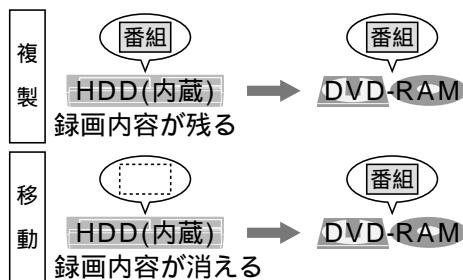 複製
番組
番組
HDD(内蔵)
DVD-RAM
録画内容が残る
移動
番組
HDD(内蔵)
DVD-RAM
録画内容が消える